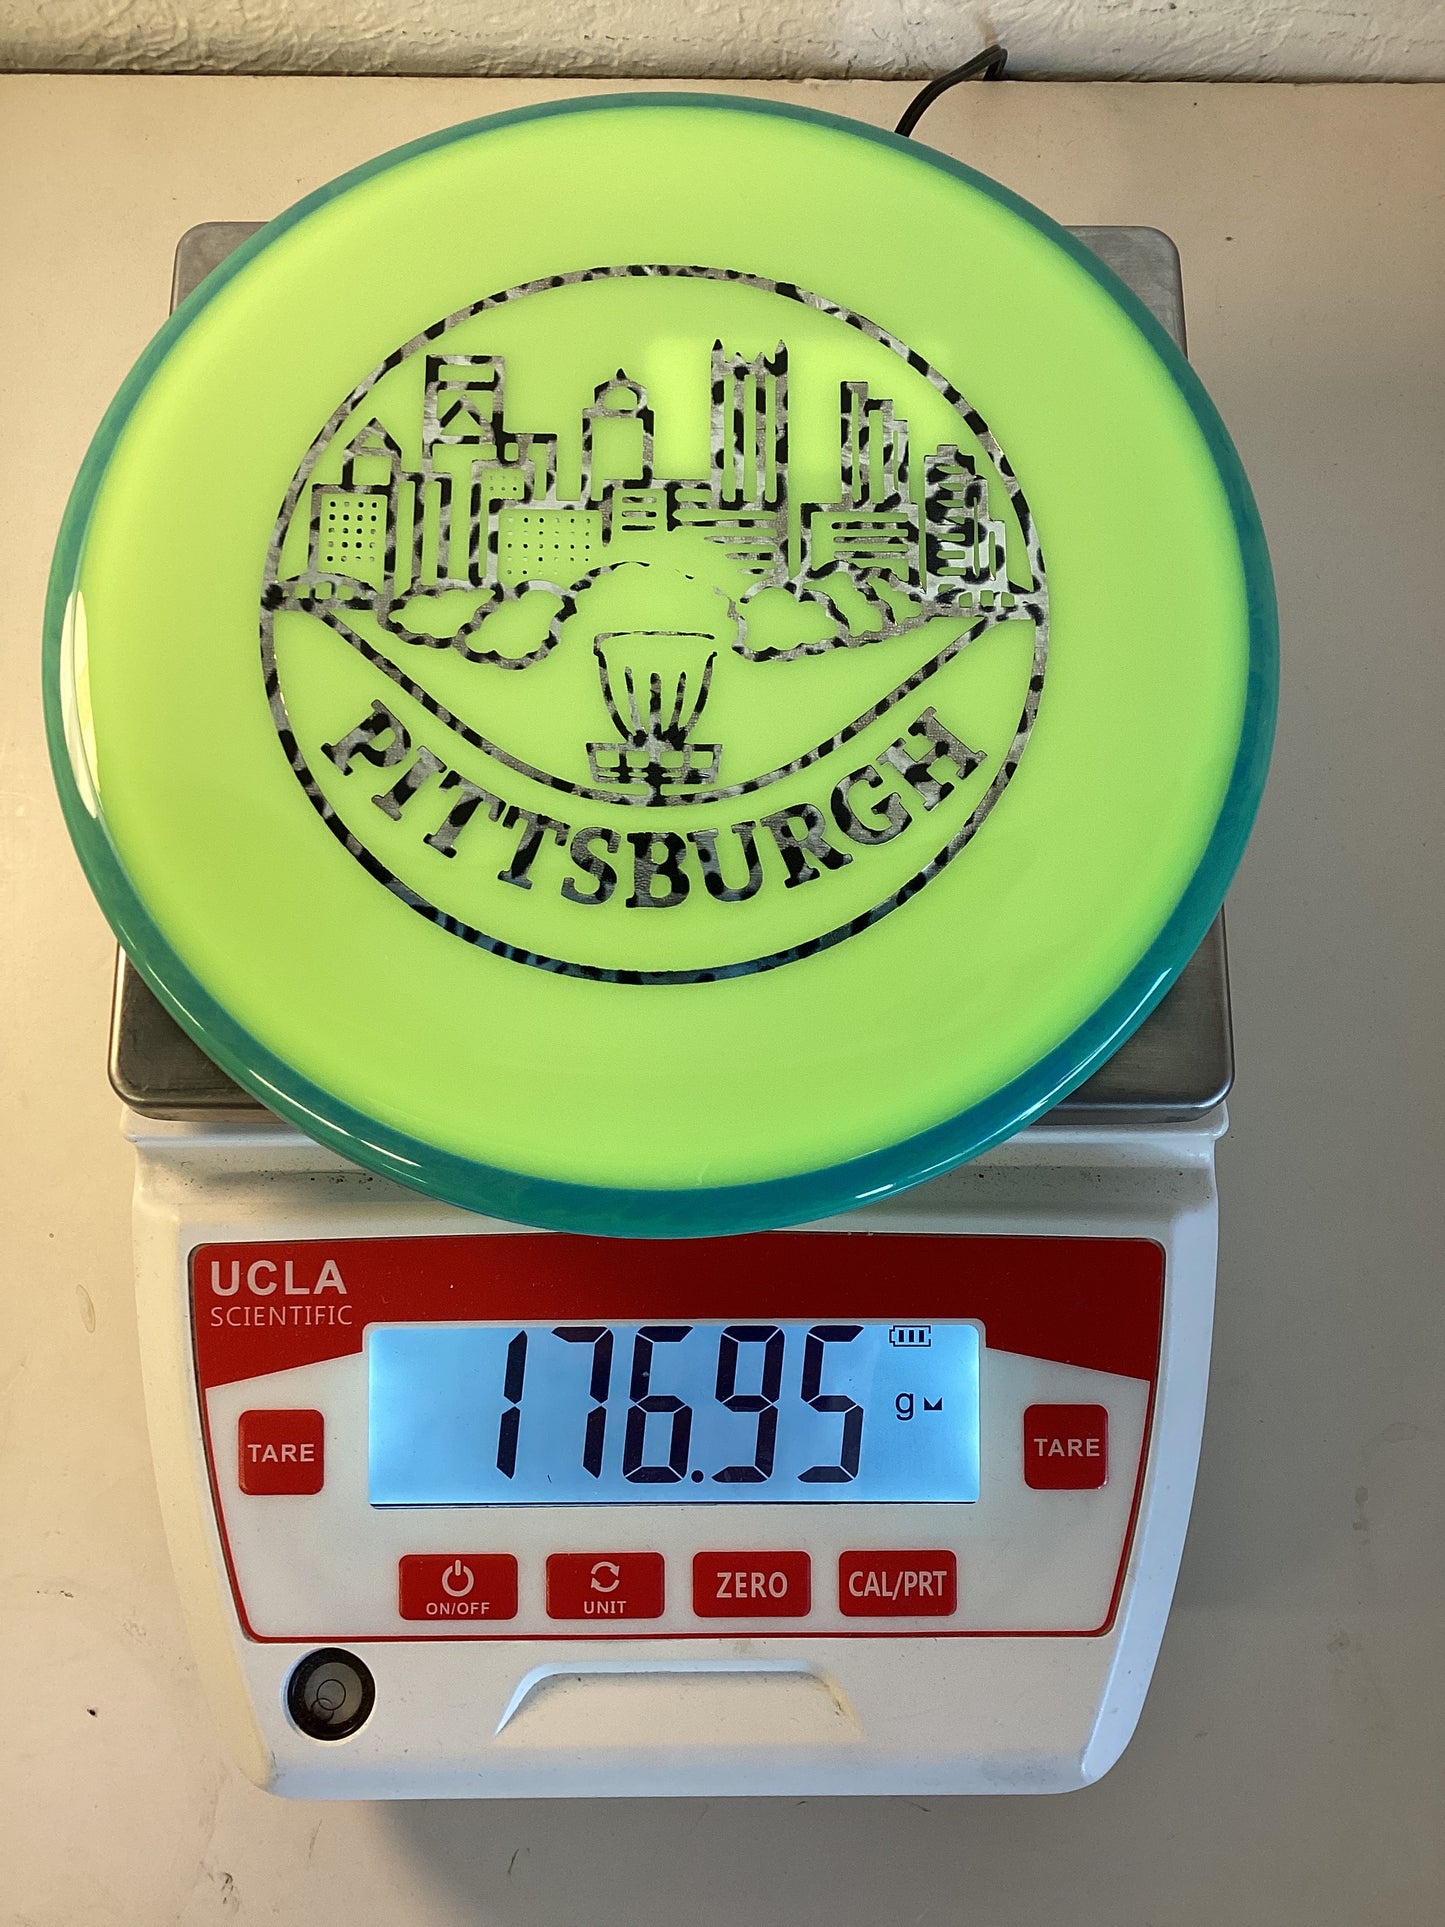 PITTSBURGH
UCLA
SCIENTIFIC
176.95 g
TARE
TARE
ON/OFF
UNIT
ZERO
CAL/PRT